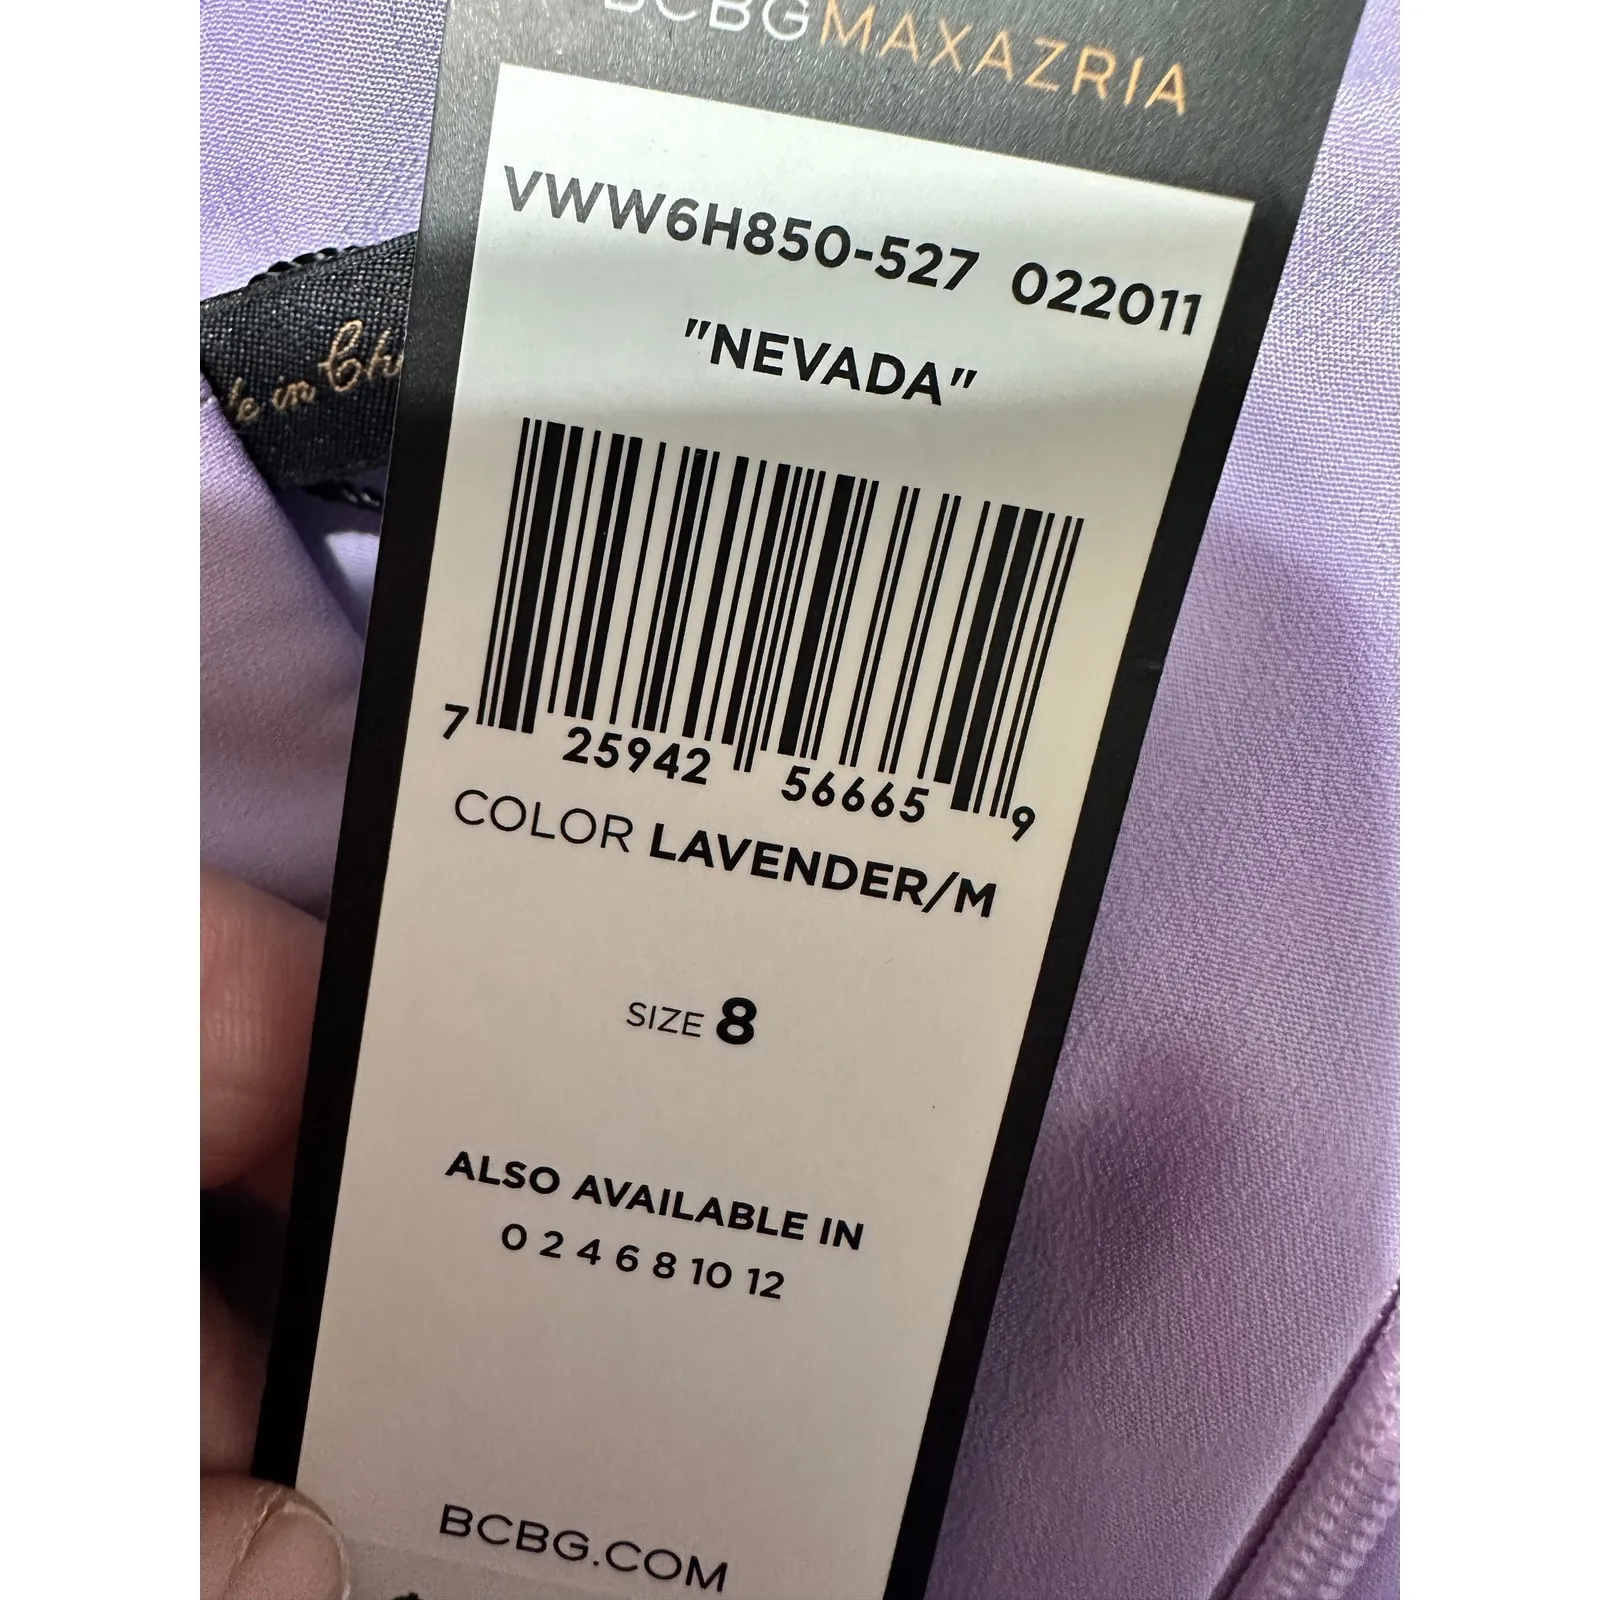 BCBGMAXAZRIA
VWW6H850-527 022011
"NEVADA"
in
7 25942 56665 9
COLOR LAVENDER/M
SIZE 8
ALSO AVAILABLE IN
0 2 4 6 8 10 12
BCBG.COM